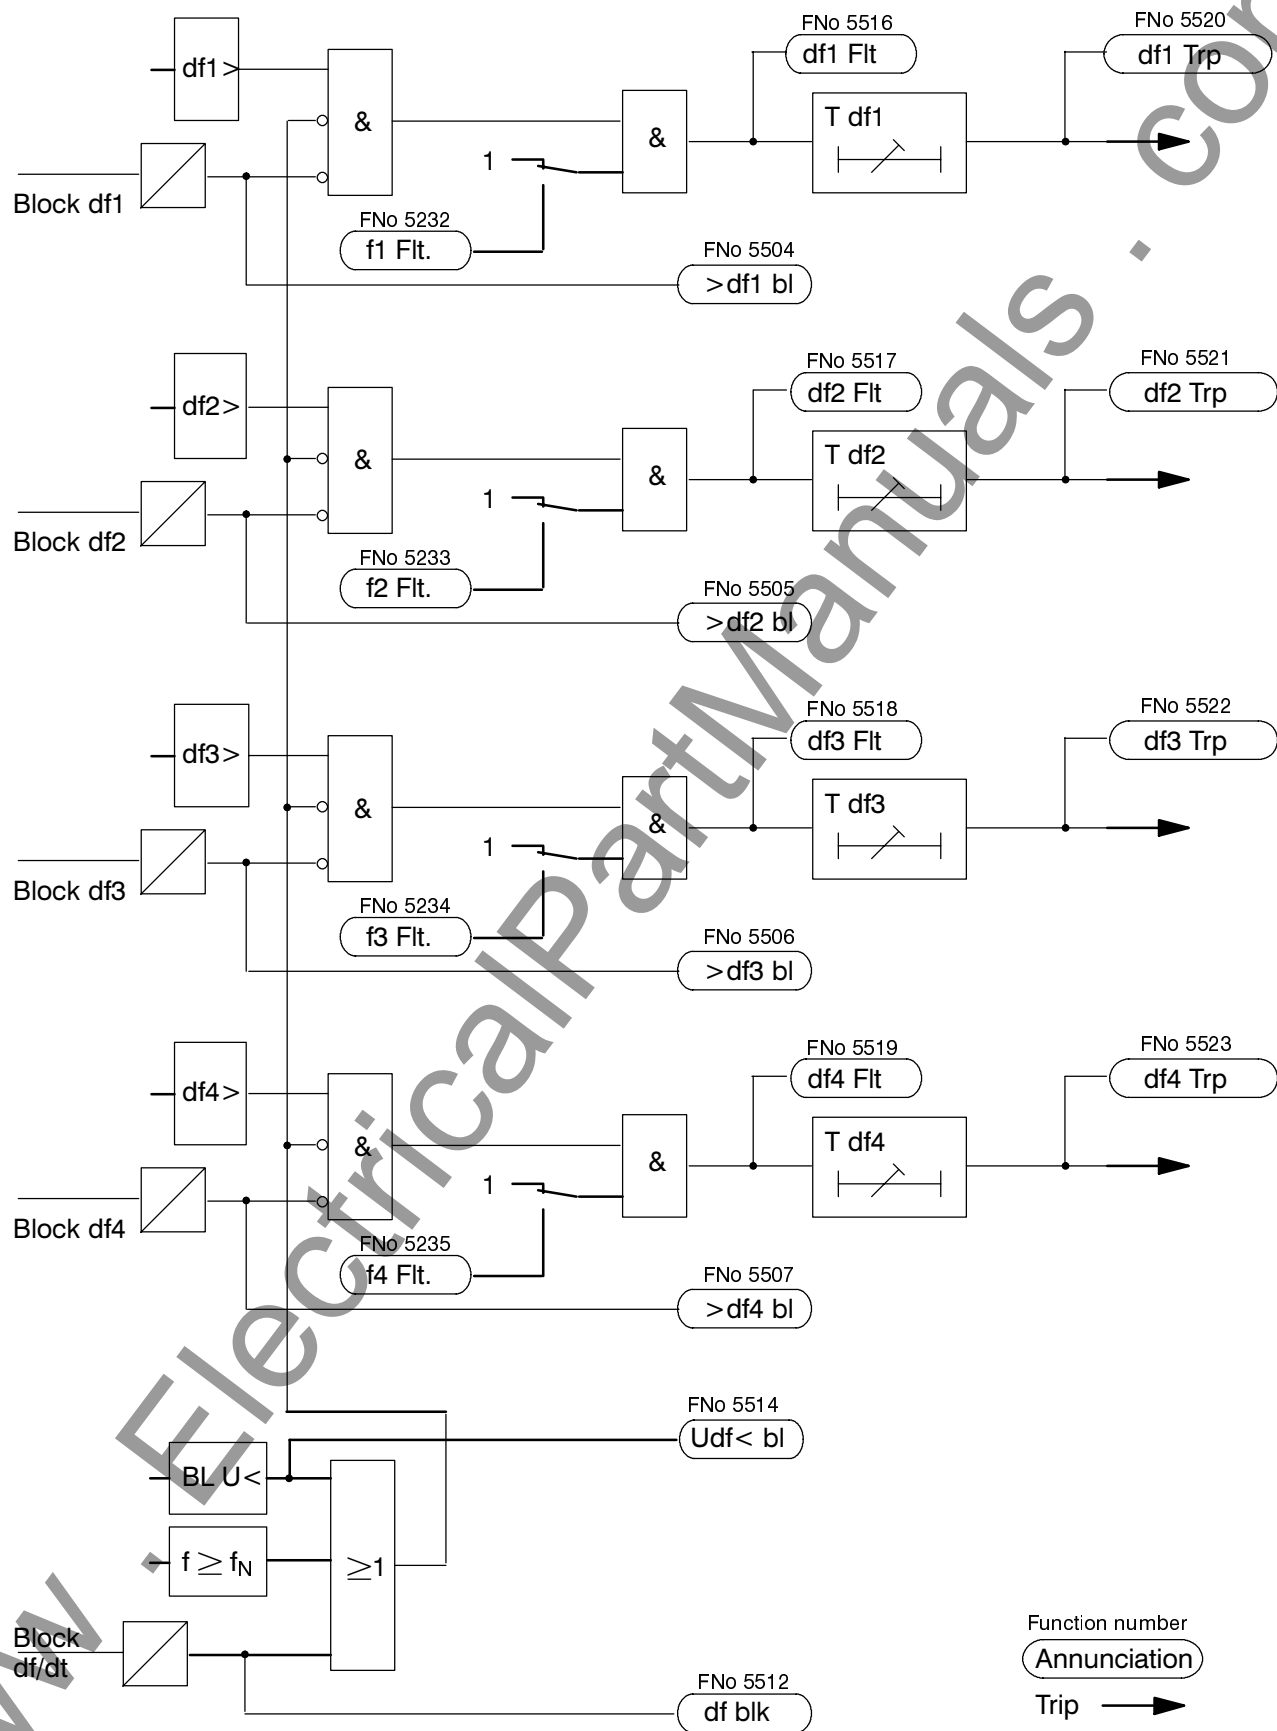 FNo 5516
FNo 5520
df1>
df1 Flt
df1 Trp
&
&
T df1
1
Block df1
FNo 5232
f1 Flt.
FNo 5504
>df1 bl
FNo 5517
FNo 5521
df2>
df2 Flt
df2 Trp
&
&
T df2
1
Block df2
FNo 5233
f2 Flt.
FNo 5505
>df2 bl
FNo 5518
FNo 5522
df3>
df3 Flt
df3 Trp
&
&
T df3
1
Block df3
FNo 5234
f3 Flt.
FNo 5506
>df3 bl
FNo 5519
FNo 5523
df4>
df4 Flt
df4 Trp
&
&
T df4
1
Block df4
FNo 5235
f4 Flt.
FNo 5507
>df4 bl
FNo 5514
Udf< bl
BL U<
f ≥ fN
≥1
Block
df/dt
FNo 5512
df blk
Function number
Annunciation
Trip
w . ElectricalPartManuals . co